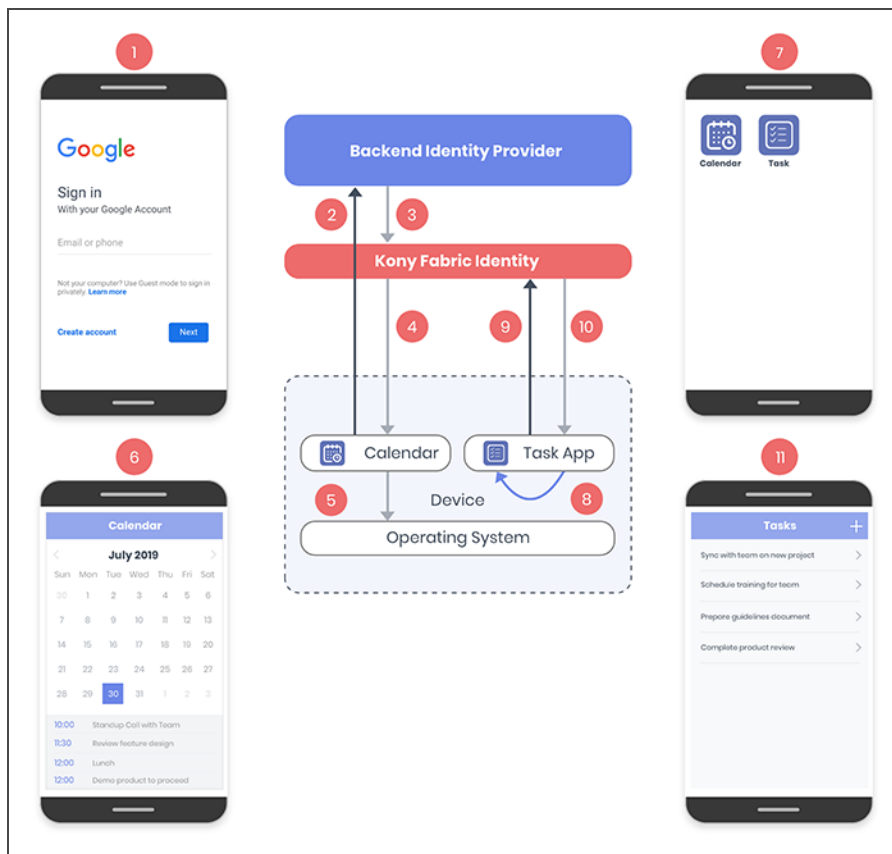 1
Google
Sign in
With your Google Account
Email or phone
Not your computer? Use Guest mode to sign in
privately. Learn more
Create account
Next
Backend Identity Provider
2
3
Kony Fabric Identity
4
9
10
Calendar
Task App
5
Device
8
Operating System
7
Calendar
Task
6
Calendar
July 2019
Sun Mon Tue Wed Thu Fri Sat
30 1 2 3 4 5 6
7 8 9 10 11 12 13
14 15 16 17 18 19 20
21 22 23 24 25 26 27
28 29 30 31 1 2 3
10:00 Standup Call with Team
11:30 Review feature design
12:00 Lunch
12:00 Demo product to proceed
11
Tasks
Sync with team on new project
Schedule training for team
Prepare guidelines document
Complete product review